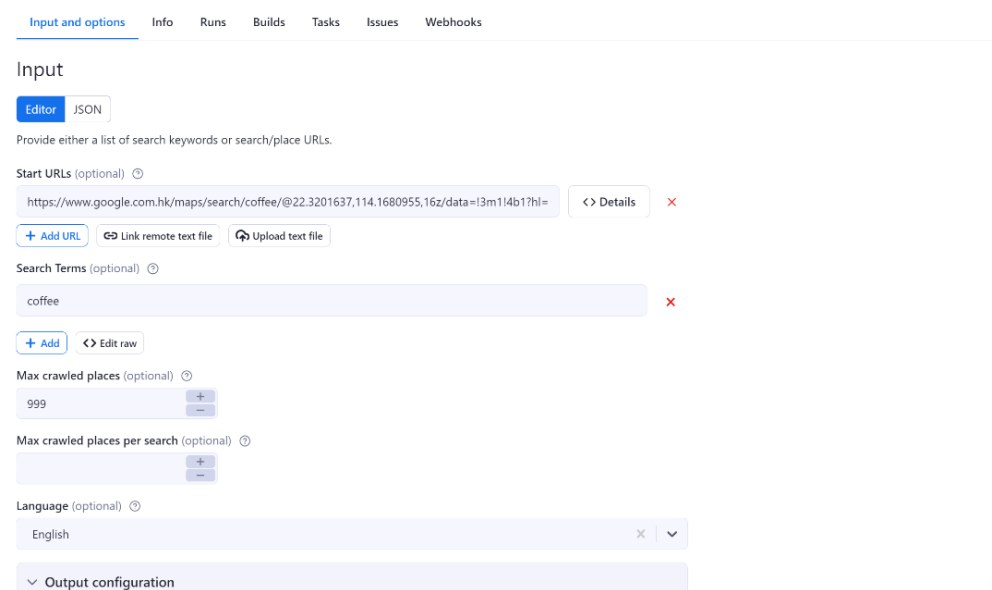 Input and options Info Runs Builds Tasks Issues Webhooks
Input
Editor JSON
Provide either a list of search keywords or search/place URLs.
Start URLs (optional) ?
https://www.google.com.hk/maps/search/coffee/@22.3201637,114.1680955,16z/data=!3m1!4b1?hl= <> Details ×
+ Add URL Link remote text file Upload text file
Search Terms (optional) ?
coffee ×
+ Add <> Edit raw
Max crawled places (optional) ?
999 + −
Max crawled places per search (optional) ?
+ −
Language (optional) ?
English ×
Output configuration